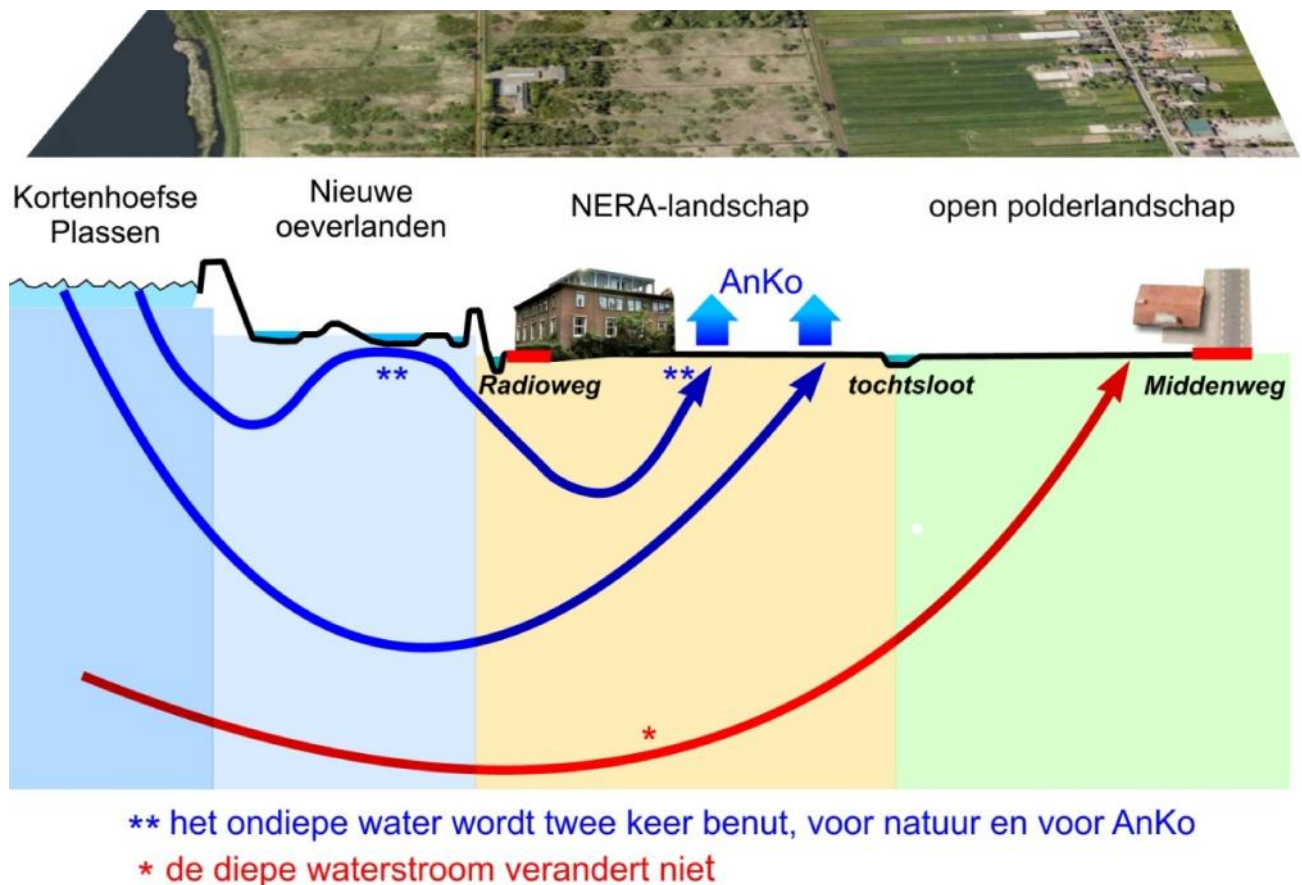 Kortenhoefse
Plassen
Nieuwe
oeverlanden
NERA-landschap
open polderlandschap
AnKo
**
Radioweg
**
tochtsloot
Middenweg
*
** het ondiepe water wordt twee keer benut, voor natuur en voor AnKo
* de diepe waterstroom verandert niet